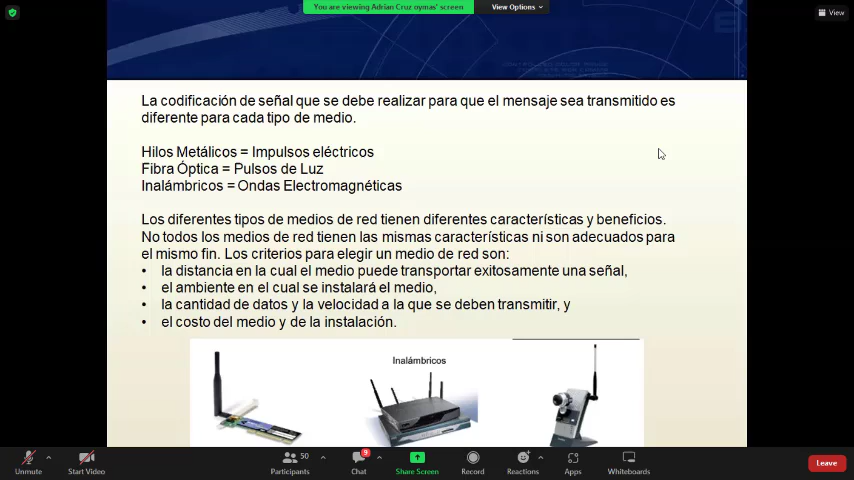 You are viewing Adrian Cruz oymas' screen
View Options
View
La codificación de señal que se debe realizar para que el mensaje sea transmitido es
diferente para cada tipo de medio.
Hilos Metálicos = Impulsos eléctricos
Fibra Óptica = Pulsos de Luz
Inalámbricos = Ondas Electromagnéticas
Los diferentes tipos de medios de red tienen diferentes características y beneficios.
No todos los medios de red tienen las mismas características ni son adecuados para
el mismo fin. Los criterios para elegir un medio de red son:
• la distancia en la cual el medio puede transportar exitosamente una señal,
• el ambiente en el cual se instalará el medio,
• la cantidad de datos y la velocidad a la que se deben transmitir, y
• el costo del medio y de la instalación.
Inalámbricos
50
9
Unmute
Start Video
Participants
Chat
Share Screen
Record
Reactions
Apps
Whiteboards
Leave